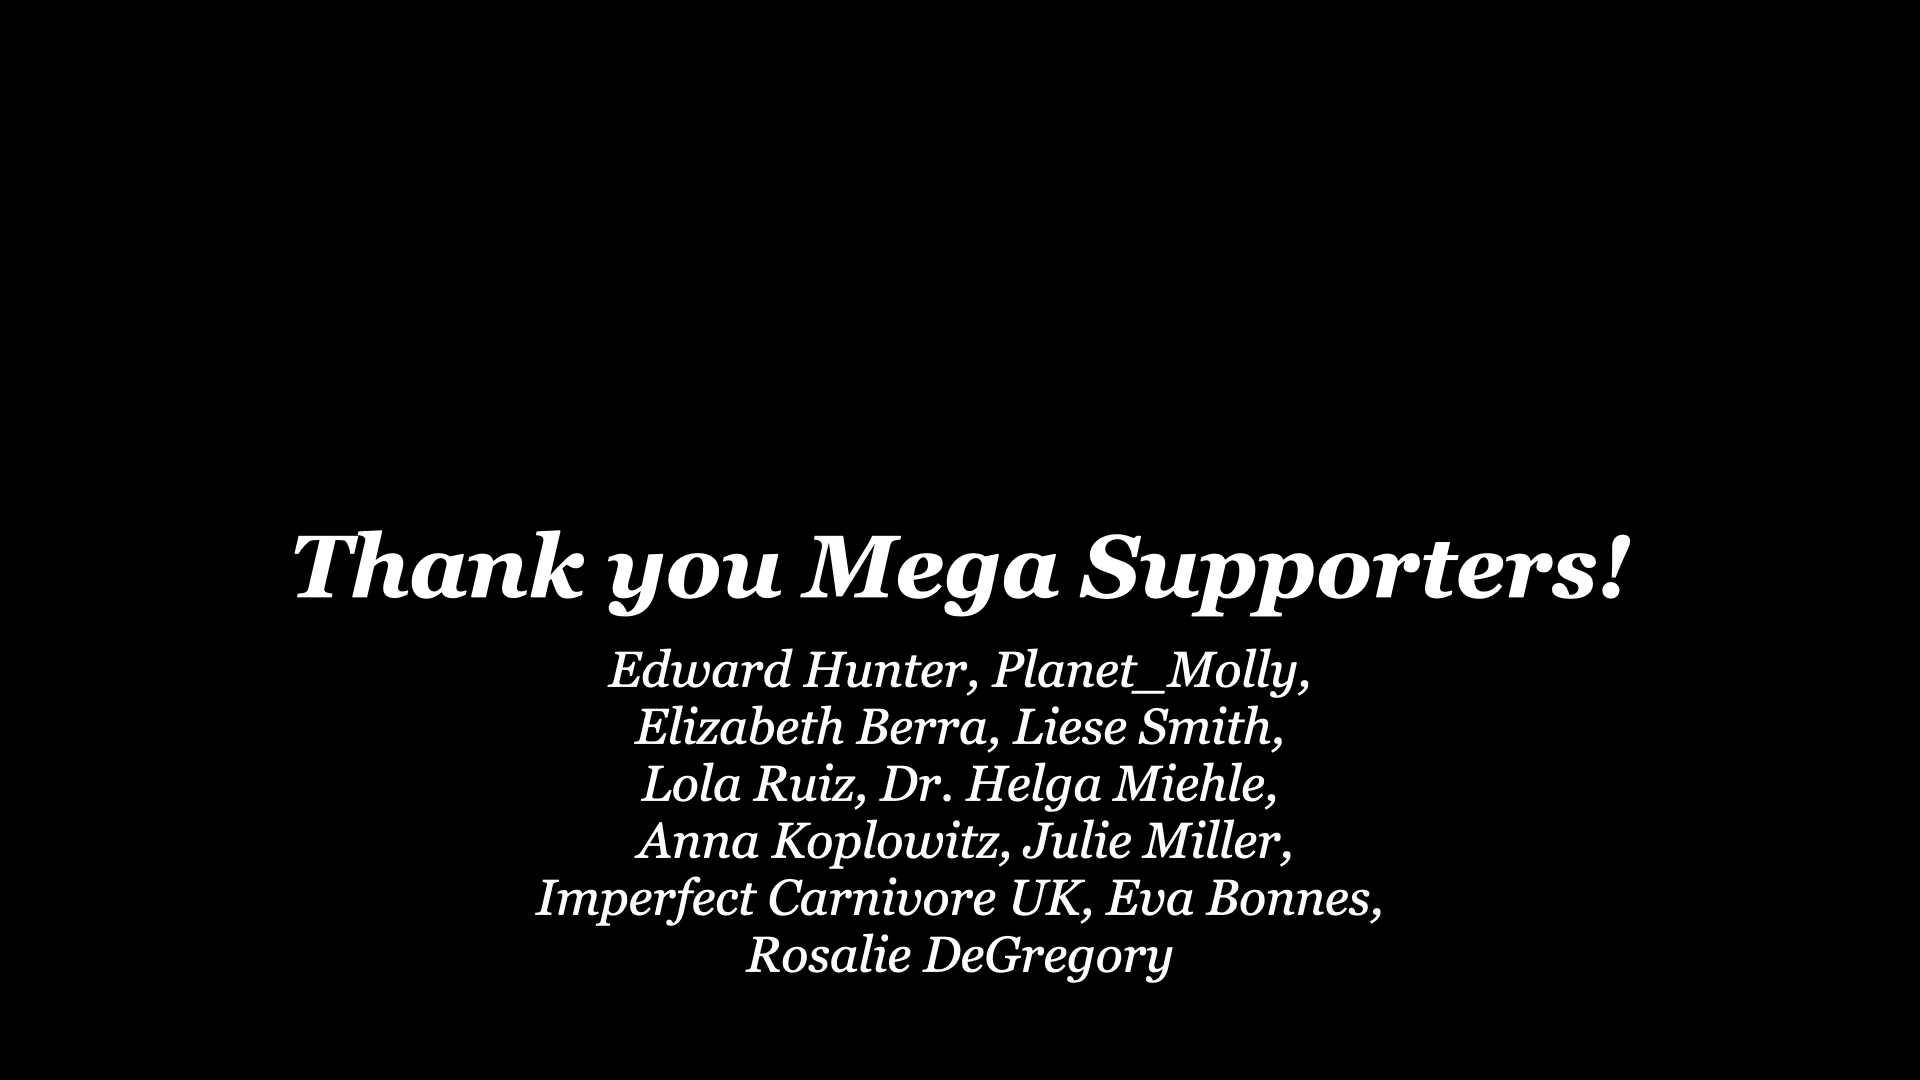 Thank you Mega Supporters!
Edward Hunter, Planet_Molly,
Elizabeth Berra, Liese Smith,
Lola Ruiz, Dr. Helga Miehle,
Anna Koplowitz, Julie Miller,
Imperfect Carnivore UK, Eva Bonnes,
Rosalie DeGregory